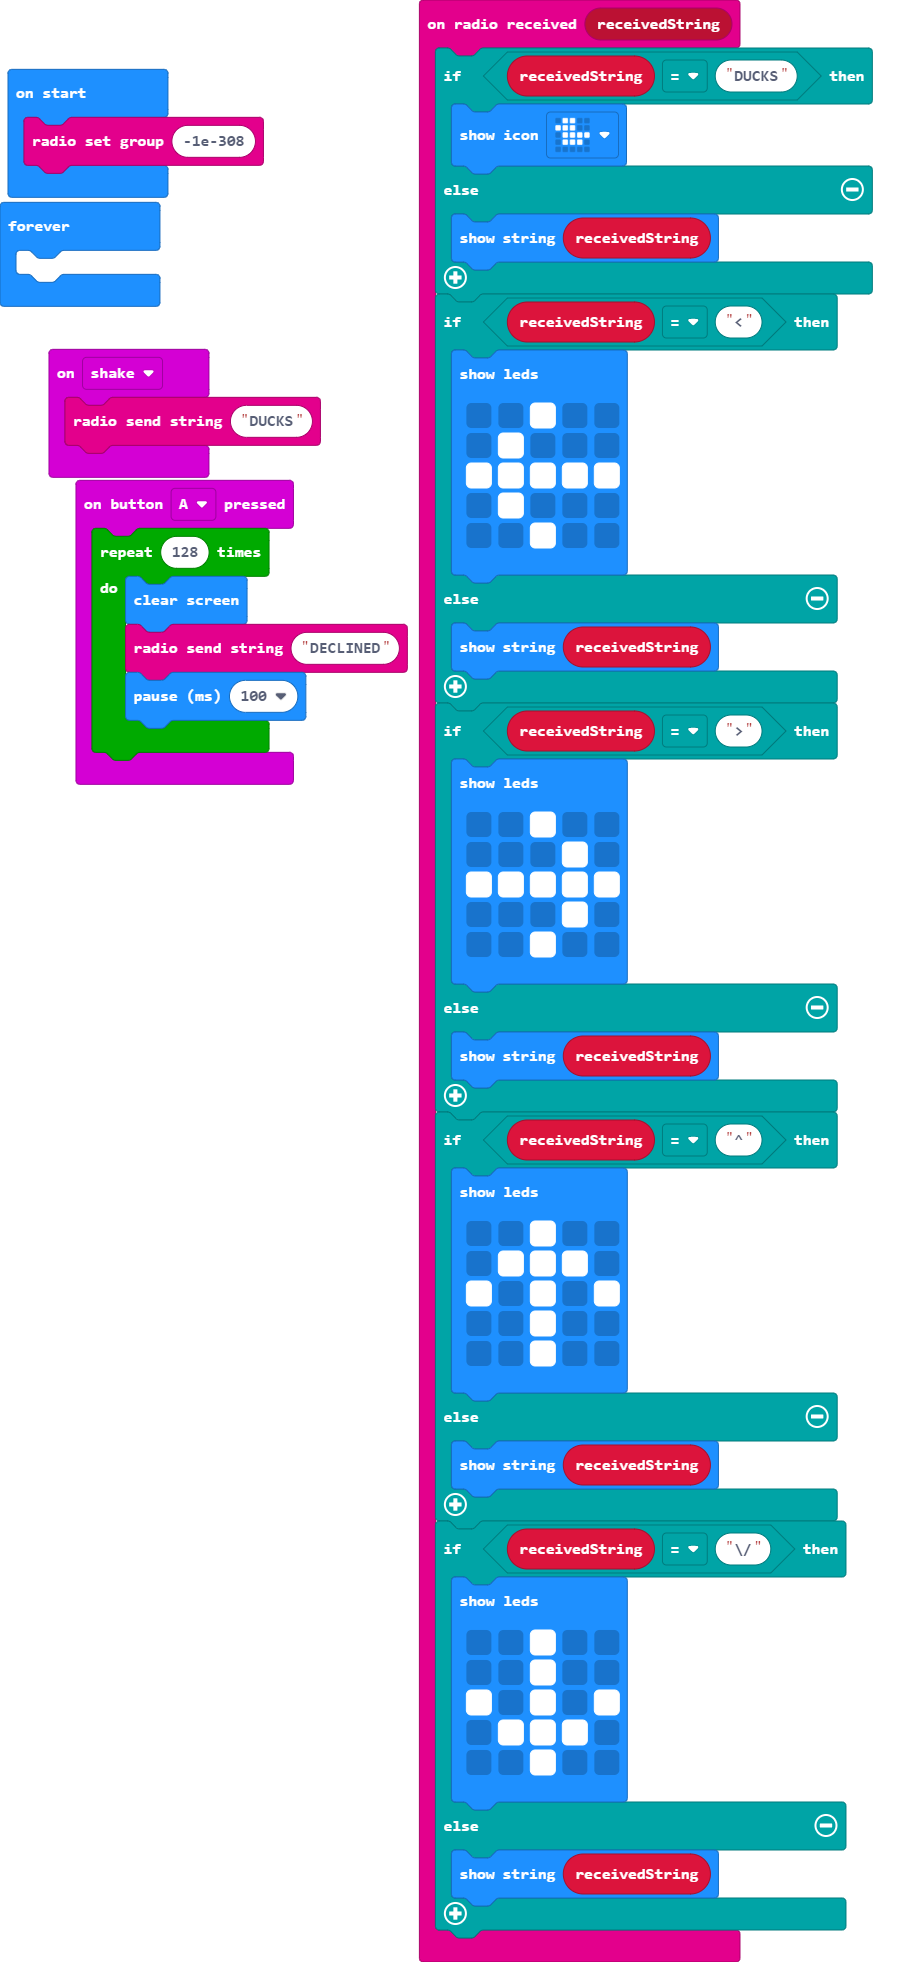 on start
radio set group -1e-308
forever
on shake
radio send string "DUCKS"
on button A pressed
repeat 128 times
do
clear screen
radio send string "DECLINED"
pause (ms) 100
on radio received receivedString
if receivedString = "DUCKS" then
show icon
else
show string receivedString
if receivedString = "<" then
show leds
else
show string receivedString
if receivedString = ">" then
show leds
else
show string receivedString
if receivedString = "^" then
show leds
else
show string receivedString
if receivedString = "\/" then
show leds
else
show string receivedString